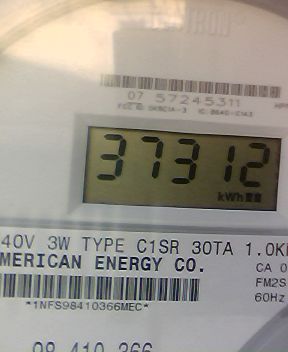 TRON
07 57245311
37312
kWh
40V 3W TYPE C1SR 30TA 1.0K
MERICAN ENERGY CO.
CA 0
FM2S
60Hz
*1NFS98410366MEC*
98 410 366